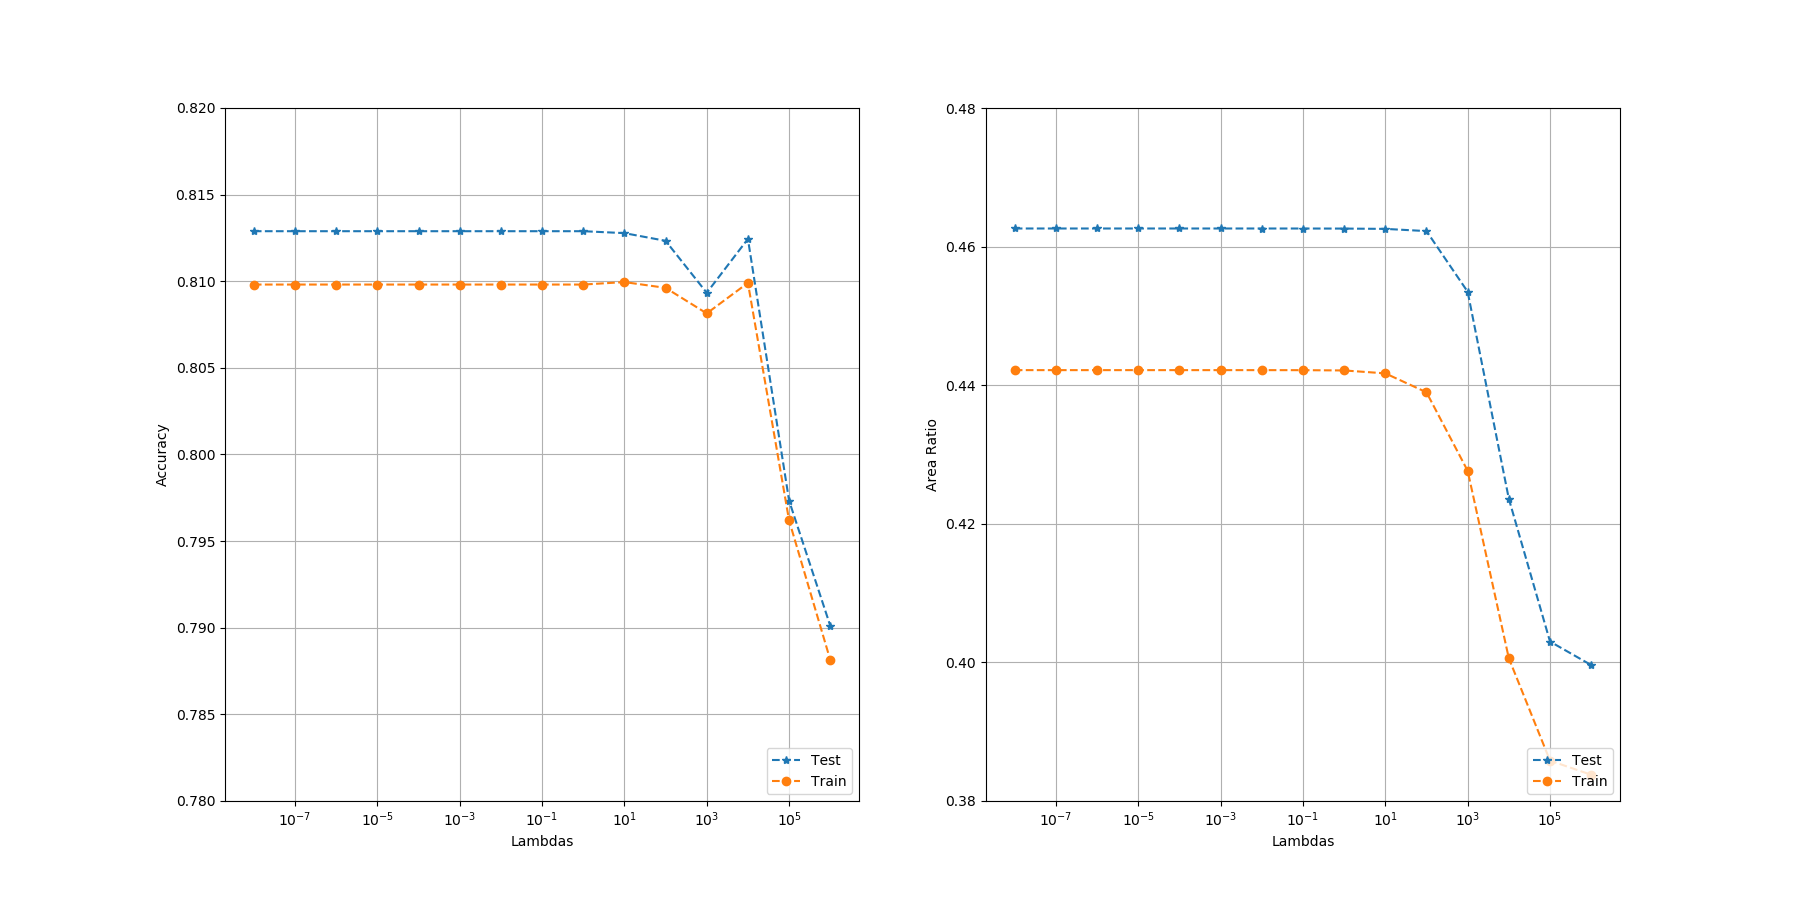 0.820
0.815
0.810
0.805
0.800
0.795
0.790
0.785
0.780
Accuracy
10⁻⁷ 10⁻⁵ 10⁻³ 10⁻¹ 10¹ 10³ 10⁵
Lambdas
Test
Train
0.48
0.46
0.44
0.42
0.40
0.38
Area Ratio
10⁻⁷ 10⁻⁵ 10⁻³ 10⁻¹ 10¹ 10³ 10⁵
Lambdas
Test
Train